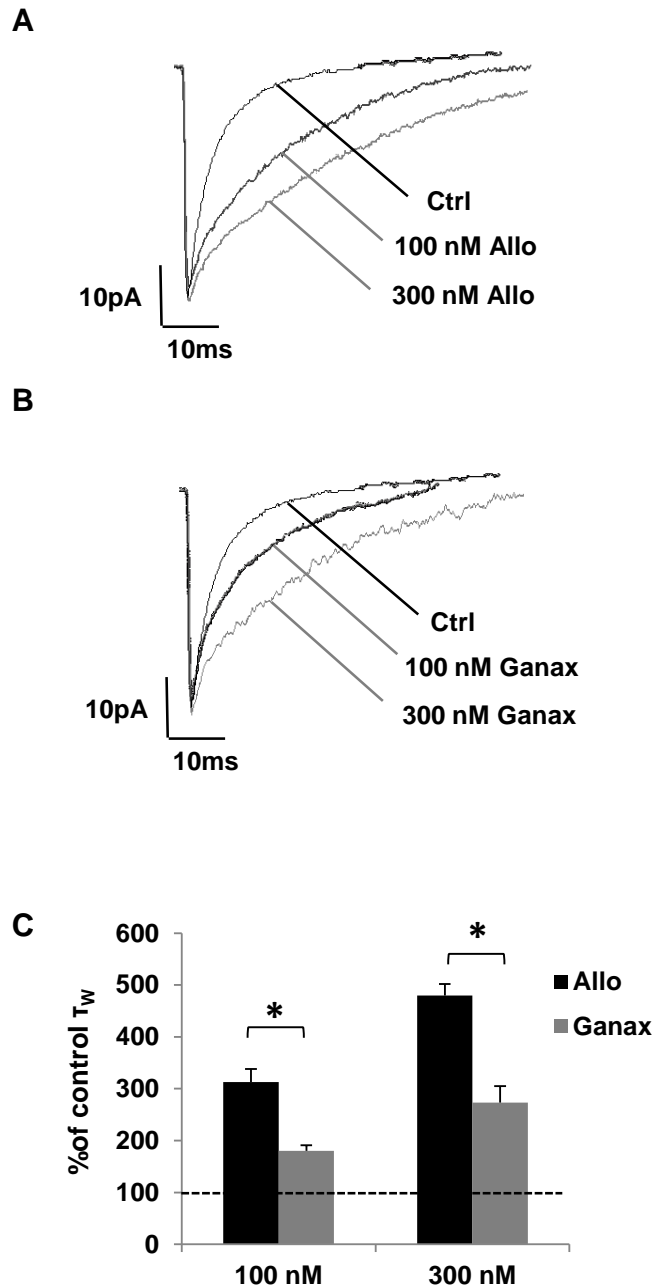 A
Ctrl
100 nM Allo
300 nM Allo
10pA
10ms
B
Ctrl
100 nM Ganax
300 nM Ganax
10pA
10ms
C
%of control τw
600
500
400
300
200
100
0
*
*
Allo
Ganax
100 nM
300 nM